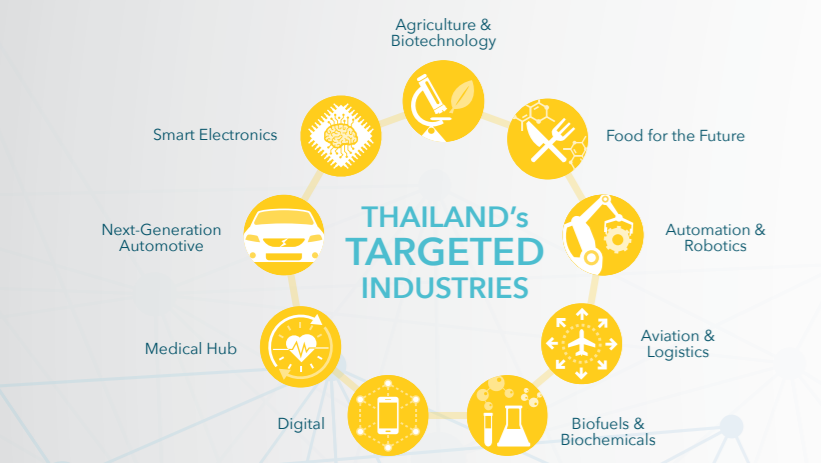 Agriculture &
Biotechnology
Smart Electronics
Food for the Future
Next-Generation
Automotive
THAILAND's
TARGETED
INDUSTRIES
Automation &
Robotics
Medical Hub
Aviation &
Logistics
Digital
Biofuels &
Biochemicals